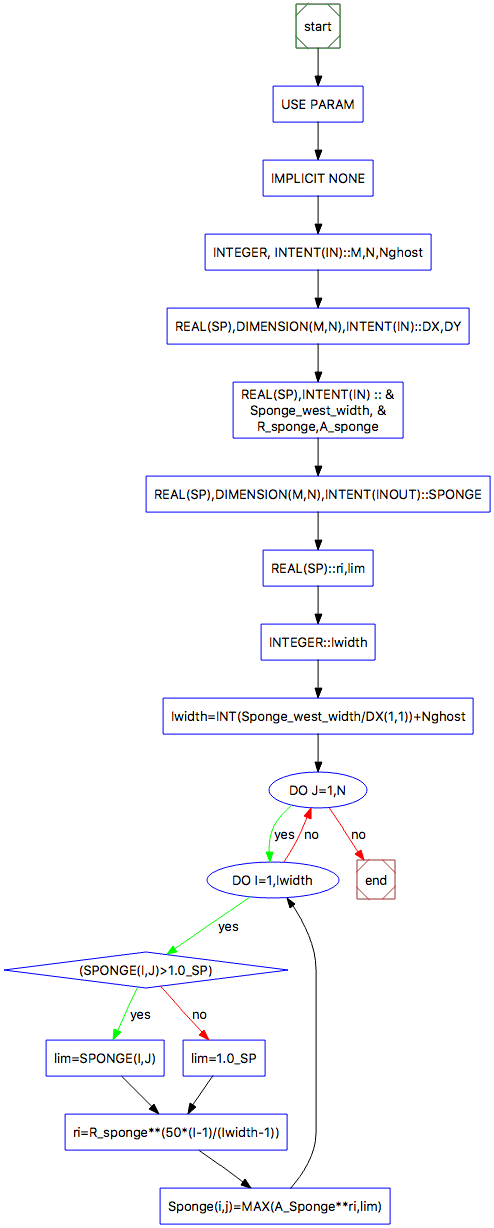 start
USE PARAM
IMPLICIT NONE
INTEGER, INTENT(IN)::M,N,Nghost
REAL(SP),DIMENSION(M,N),INTENT(IN)::DX,DY
REAL(SP),INTENT(IN) :: &
Sponge_west_width, &
R_sponge,A_sponge
REAL(SP),DIMENSION(M,N),INTENT(INOUT)::SPONGE
REAL(SP)::ri,lim
INTEGER::Iwidth
Iwidth=INT(Sponge_west_width/DX(1,1))+Nghost
DO J=1,N
yes
no
no
DO I=1,Iwidth
end
yes
(SPONGE(I,J)>1.0_SP)
yes
no
lim=SPONGE(I,J)
lim=1.0_SP
ri=R_sponge**(50*(I-1)/(Iwidth-1))
Sponge(i,j)=MAX(A_Sponge**ri,lim)